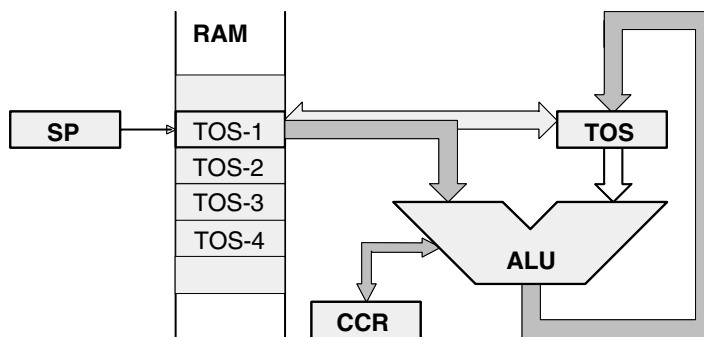 RAM
SP
TOS-1
TOS
TOS-2
TOS-3
TOS-4
ALU
CCR